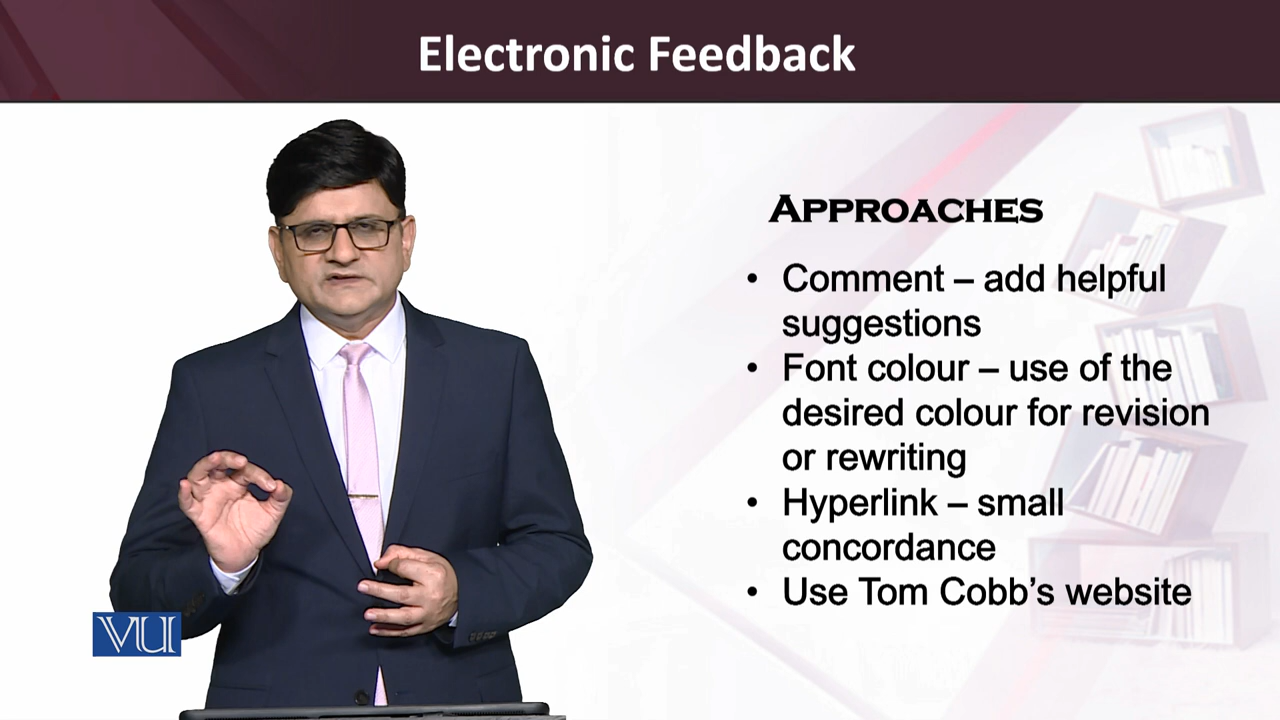 Electronic Feedback
APPROACHES
• Comment – add helpful
suggestions
• Font colour – use of the
desired colour for revision
or rewriting
• Hyperlink – small
concordance
• Use Tom Cobb's website
VU